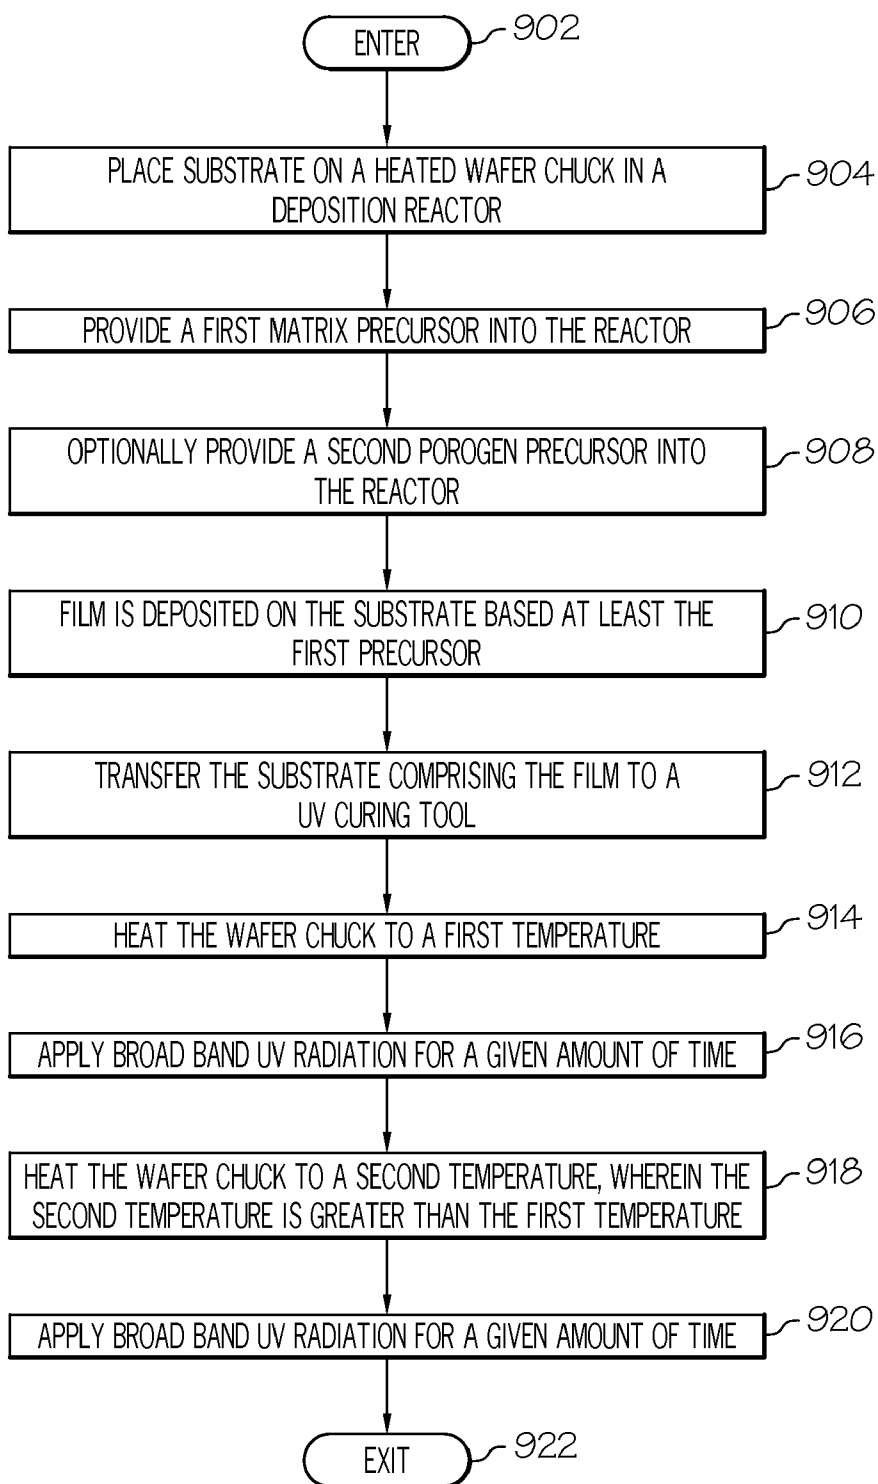 ENTER
902
PLACE SUBSTRATE ON A HEATED WAFER CHUCK IN A
DEPOSITION REACTOR
904
PROVIDE A FIRST MATRIX PRECURSOR INTO THE REACTOR
906
OPTIONALLY PROVIDE A SECOND POROGEN PRECURSOR INTO
THE REACTOR
908
FILM IS DEPOSITED ON THE SUBSTRATE BASED AT LEAST THE
FIRST PRECURSOR
910
TRANSFER THE SUBSTRATE COMPRISING THE FILM TO A
UV CURING TOOL
912
HEAT THE WAFER CHUCK TO A FIRST TEMPERATURE
914
APPLY BROAD BAND UV RADIATION FOR A GIVEN AMOUNT OF TIME
916
HEAT THE WAFER CHUCK TO A SECOND TEMPERATURE, WHEREIN THE
SECOND TEMPERATURE IS GREATER THAN THE FIRST TEMPERATURE
918
APPLY BROAD BAND UV RADIATION FOR A GIVEN AMOUNT OF TIME
920
EXIT
922